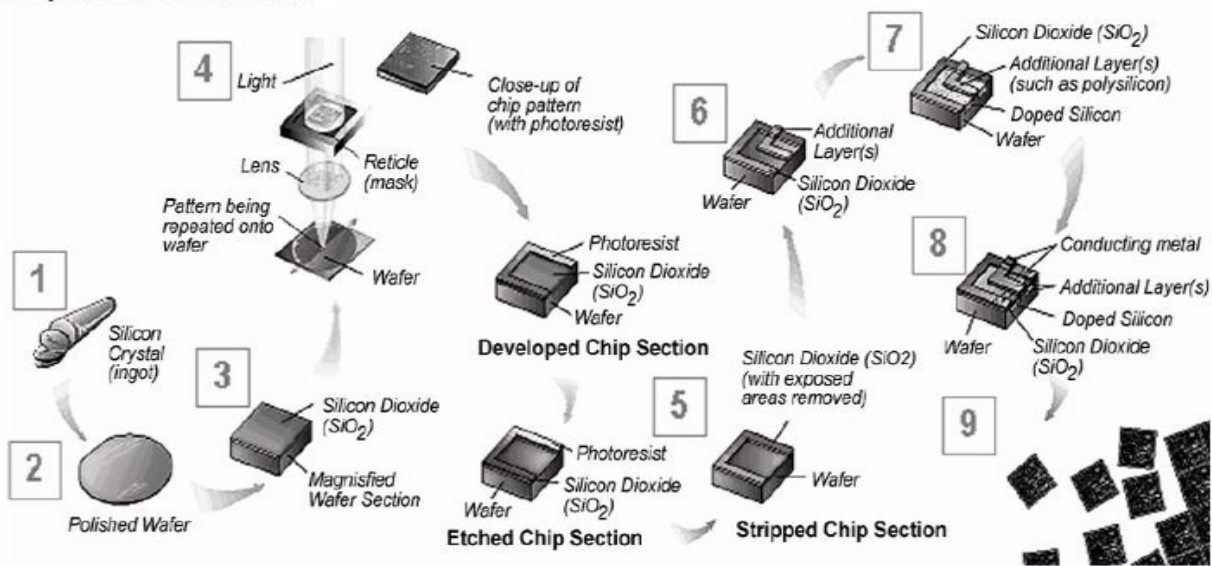 1
Silicon
Crystal
(ingot)
2
Polished Wafer
3
Silicon Dioxide
(SiO2)
Magnisfied
Wafer Section
4
Light
Reticle
(mask)
Lens
Pattern being
repeated onto
wafer
Wafer
Close-up of
chip pattern
(with photoresist)
Photoresist
Silicon Dioxide
(SiO2)
Wafer
Developed Chip Section
Photoresist
Silicon Dioxide
(SiO2)
Wafer
Etched Chip Section
5
Silicon Dioxide (SiO2)
(with exposed
areas removed)
Wafer
Stripped Chip Section
6
Additional
Layer(s)
Silicon Dioxide
(SiO2)
Wafer
7
Silicon Dioxide (SiO2)
Additional Layer(s)
(such as polysilicon)
Doped Silicon
Wafer
8
Conducting metal
Additional Layer(s)
Doped Silicon
Silicon Dioxide
(SiO2)
Wafer
9